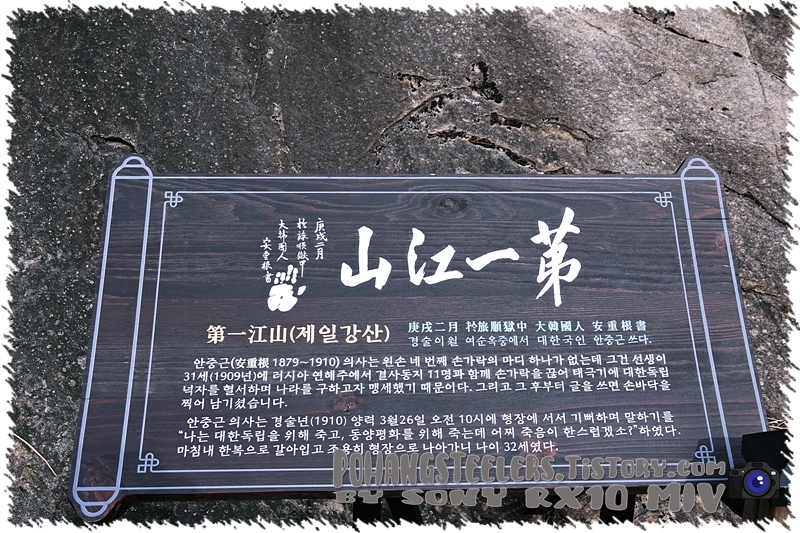 苐一江山
庚戌二月
扵旅順獄中
大韓國人
安重根書
第一江山(제일강산)
庚戌二月 扵旅順獄中 大韓國人 安重根書
경술이월 여순옥중에서 대한국인 안중근쓰다.
안중근(安重根 1879~1910) 의사는 왼손 네 번째 손가락의 마디 하나가 없는데 그건 선생이
31세(1909년)에 러시아 연해주에서 결사동지 11명과 함께 손가락을 끊어 태극기에 대한독립
넉자를 혈서하며 나라를 구하고자 맹세했기 때문이다. 그리고 그 후부터 글을 쓰면 손바닥을
찍어 남기셨습니다.
안중근 의사는 경술년(1910) 양력 3월26일 오전 10시에 형장에 서서 기뻐하며 말하기를
“나는 대한독립을 위해 죽고, 동양평화를 위해 죽는데 어찌 죽음이 한스럽겠소?”하였다.
마침내 한복으로 갈아입고 조용히 형장으로 나아가니 나이 32세였다.
POHANGSTEELERS.TISTORY.COM
BY SONY RX10 MIV